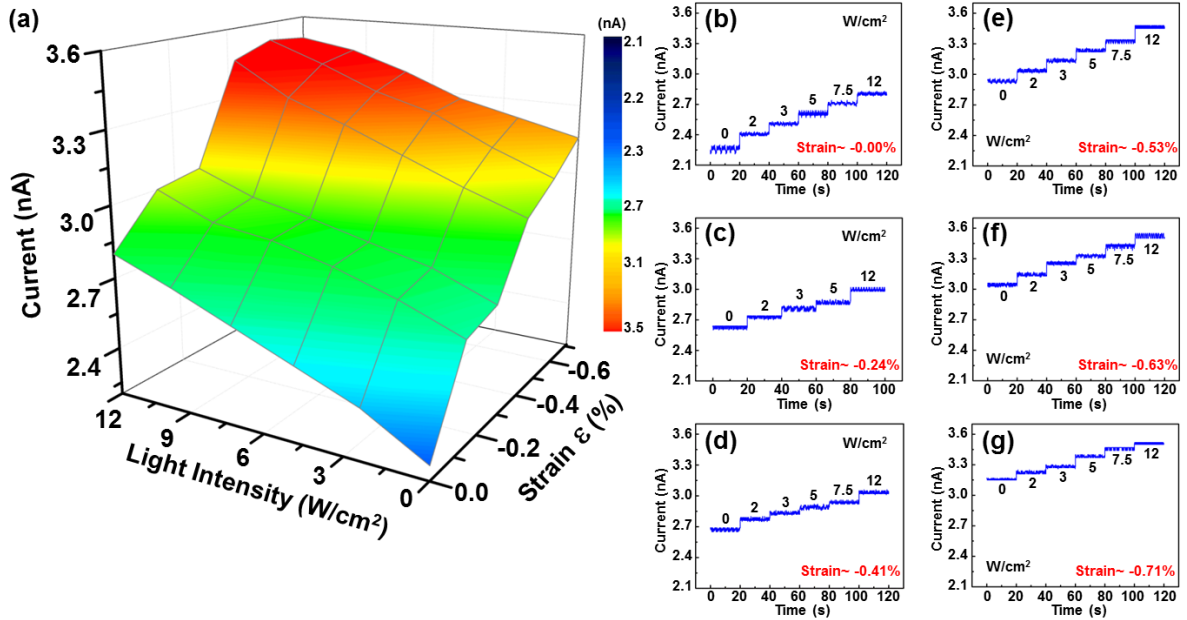 (a)
(nA)
2.1
2.2
2.3
2.7
3.1
3.5
3.6
3.3
3.0
2.7
2.4
Current (nA)
12
9
6
3
0
Light Intensity (W/cm²)
0.0
-0.2
-0.4
-0.6
Strain ε (%)
(b)
W/cm²
3.6
3.3
3.0
2.7
2.4
2.1
Current (nA)
0
2
3
5
7.5
12
Strain~ -0.00%
0 20 40 60 80 100 120
Time (s)
(c)
W/cm²
3.6
3.3
3.0
2.7
2.4
2.1
Current (nA)
0
2
3
5
12
Strain~ -0.24%
0 20 40 60 80 100
Time (s)
(d)
W/cm²
3.6
3.3
3.0
2.7
2.4
2.1
Current (nA)
0
2
3
5
7.5
12
Strain~ -0.41%
0 20 40 60 80 100 120
Time (s)
(e)
3.6
3.3
3.0
2.7
2.4
2.1
Current (nA)
0
2
3
5
7.5
12
W/cm²
Strain~ -0.53%
0 20 40 60 80 100 120
Time (s)
(f)
3.6
3.3
3.0
2.7
2.4
2.1
Current (nA)
0
2
3
5
7.5
12
W/cm²
Strain~ -0.63%
0 20 40 60 80 100 120
Time (s)
(g)
3.6
3.3
3.0
2.7
2.4
2.1
Current (nA)
0
2
3
5
7.5
12
W/cm²
Strain~ -0.71%
0 20 40 60 80 100 120
Time (s)